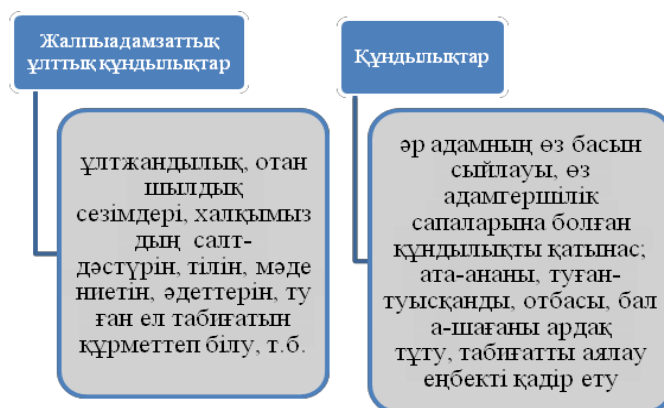 Жалпыадамзаттық
ұлттық құндылықтар
ұлтжандылық, отан
шылдық
сезімдері, халқымыз
дың салт-
дәстүрін, тілін, мәде
ниетін, әдеттерін, ту
ған ел табиғатын
құрметтеп білу, т.б.
Құндылықтар
әр адамның өз басын
сыйлауы, өз
адамгершілік
сапаларына болған
құндылықты қатынас;
ата-ананы, туған-
туысқанды, отбасы, бал
а-шағаны ардақ
тұту, табиғатты аялау
еңбекті қадір ету